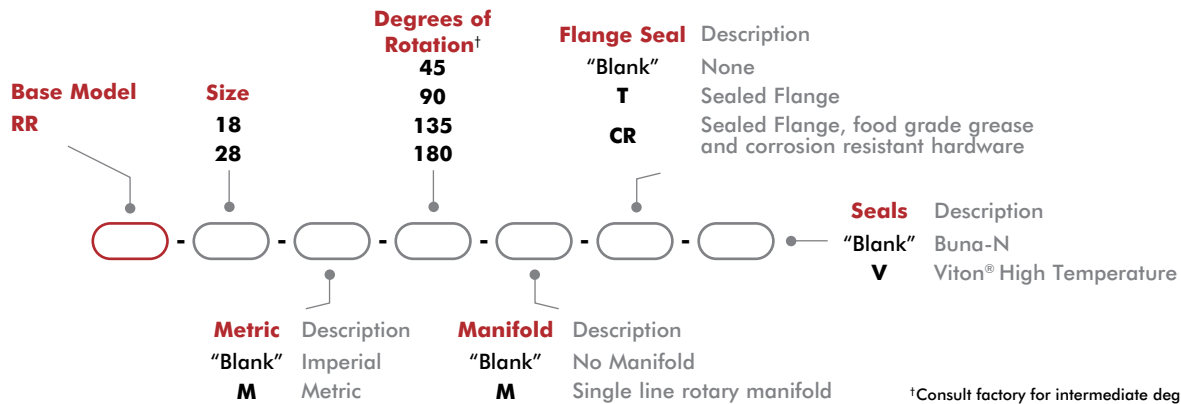 Base Model
RR
Size
18
28
Degrees of
Rotation†
45
90
135
180
Flange Seal Description
"Blank" None
T Sealed Flange
CR Sealed Flange, food grade grease
and corrosion resistant hardware
- - - - - -
Seals Description
"Blank" Buna-N
V Viton® High Temperature
Metric Description
"Blank" Imperial
M Metric
Manifold Description
"Blank" No Manifold
M Single line rotary manifold
†Consult factory for intermediate deg